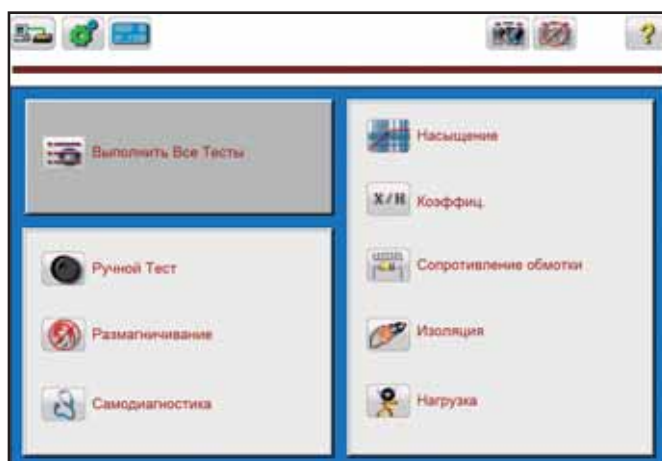 ?
Выполнить Все Тесты
Ручной Тест
Размагничивание
Самодиагностика
Насыщение
X/H Коэффиц.
Сопротивление обмотки
Изоляция
Нагрузка